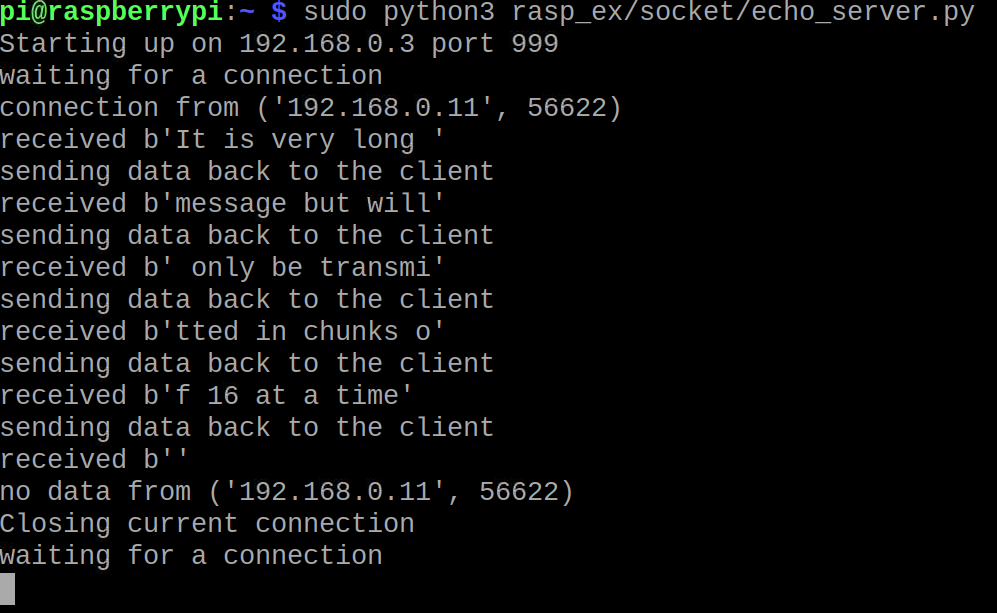 pi@raspberrypi:~ $ sudo python3 rasp_ex/socket/echo_server.py
Starting up on 192.168.0.3 port 999
waiting for a connection
connection from ('192.168.0.11', 56622)
received b'It is very long '
sending data back to the client
received b'message but will'
sending data back to the client
received b' only be transmi'
sending data back to the client
received b'tted in chunks o'
sending data back to the client
received b'f 16 at a time'
sending data back to the client
received b''
no data from ('192.168.0.11', 56622)
Closing current connection
waiting for a connection